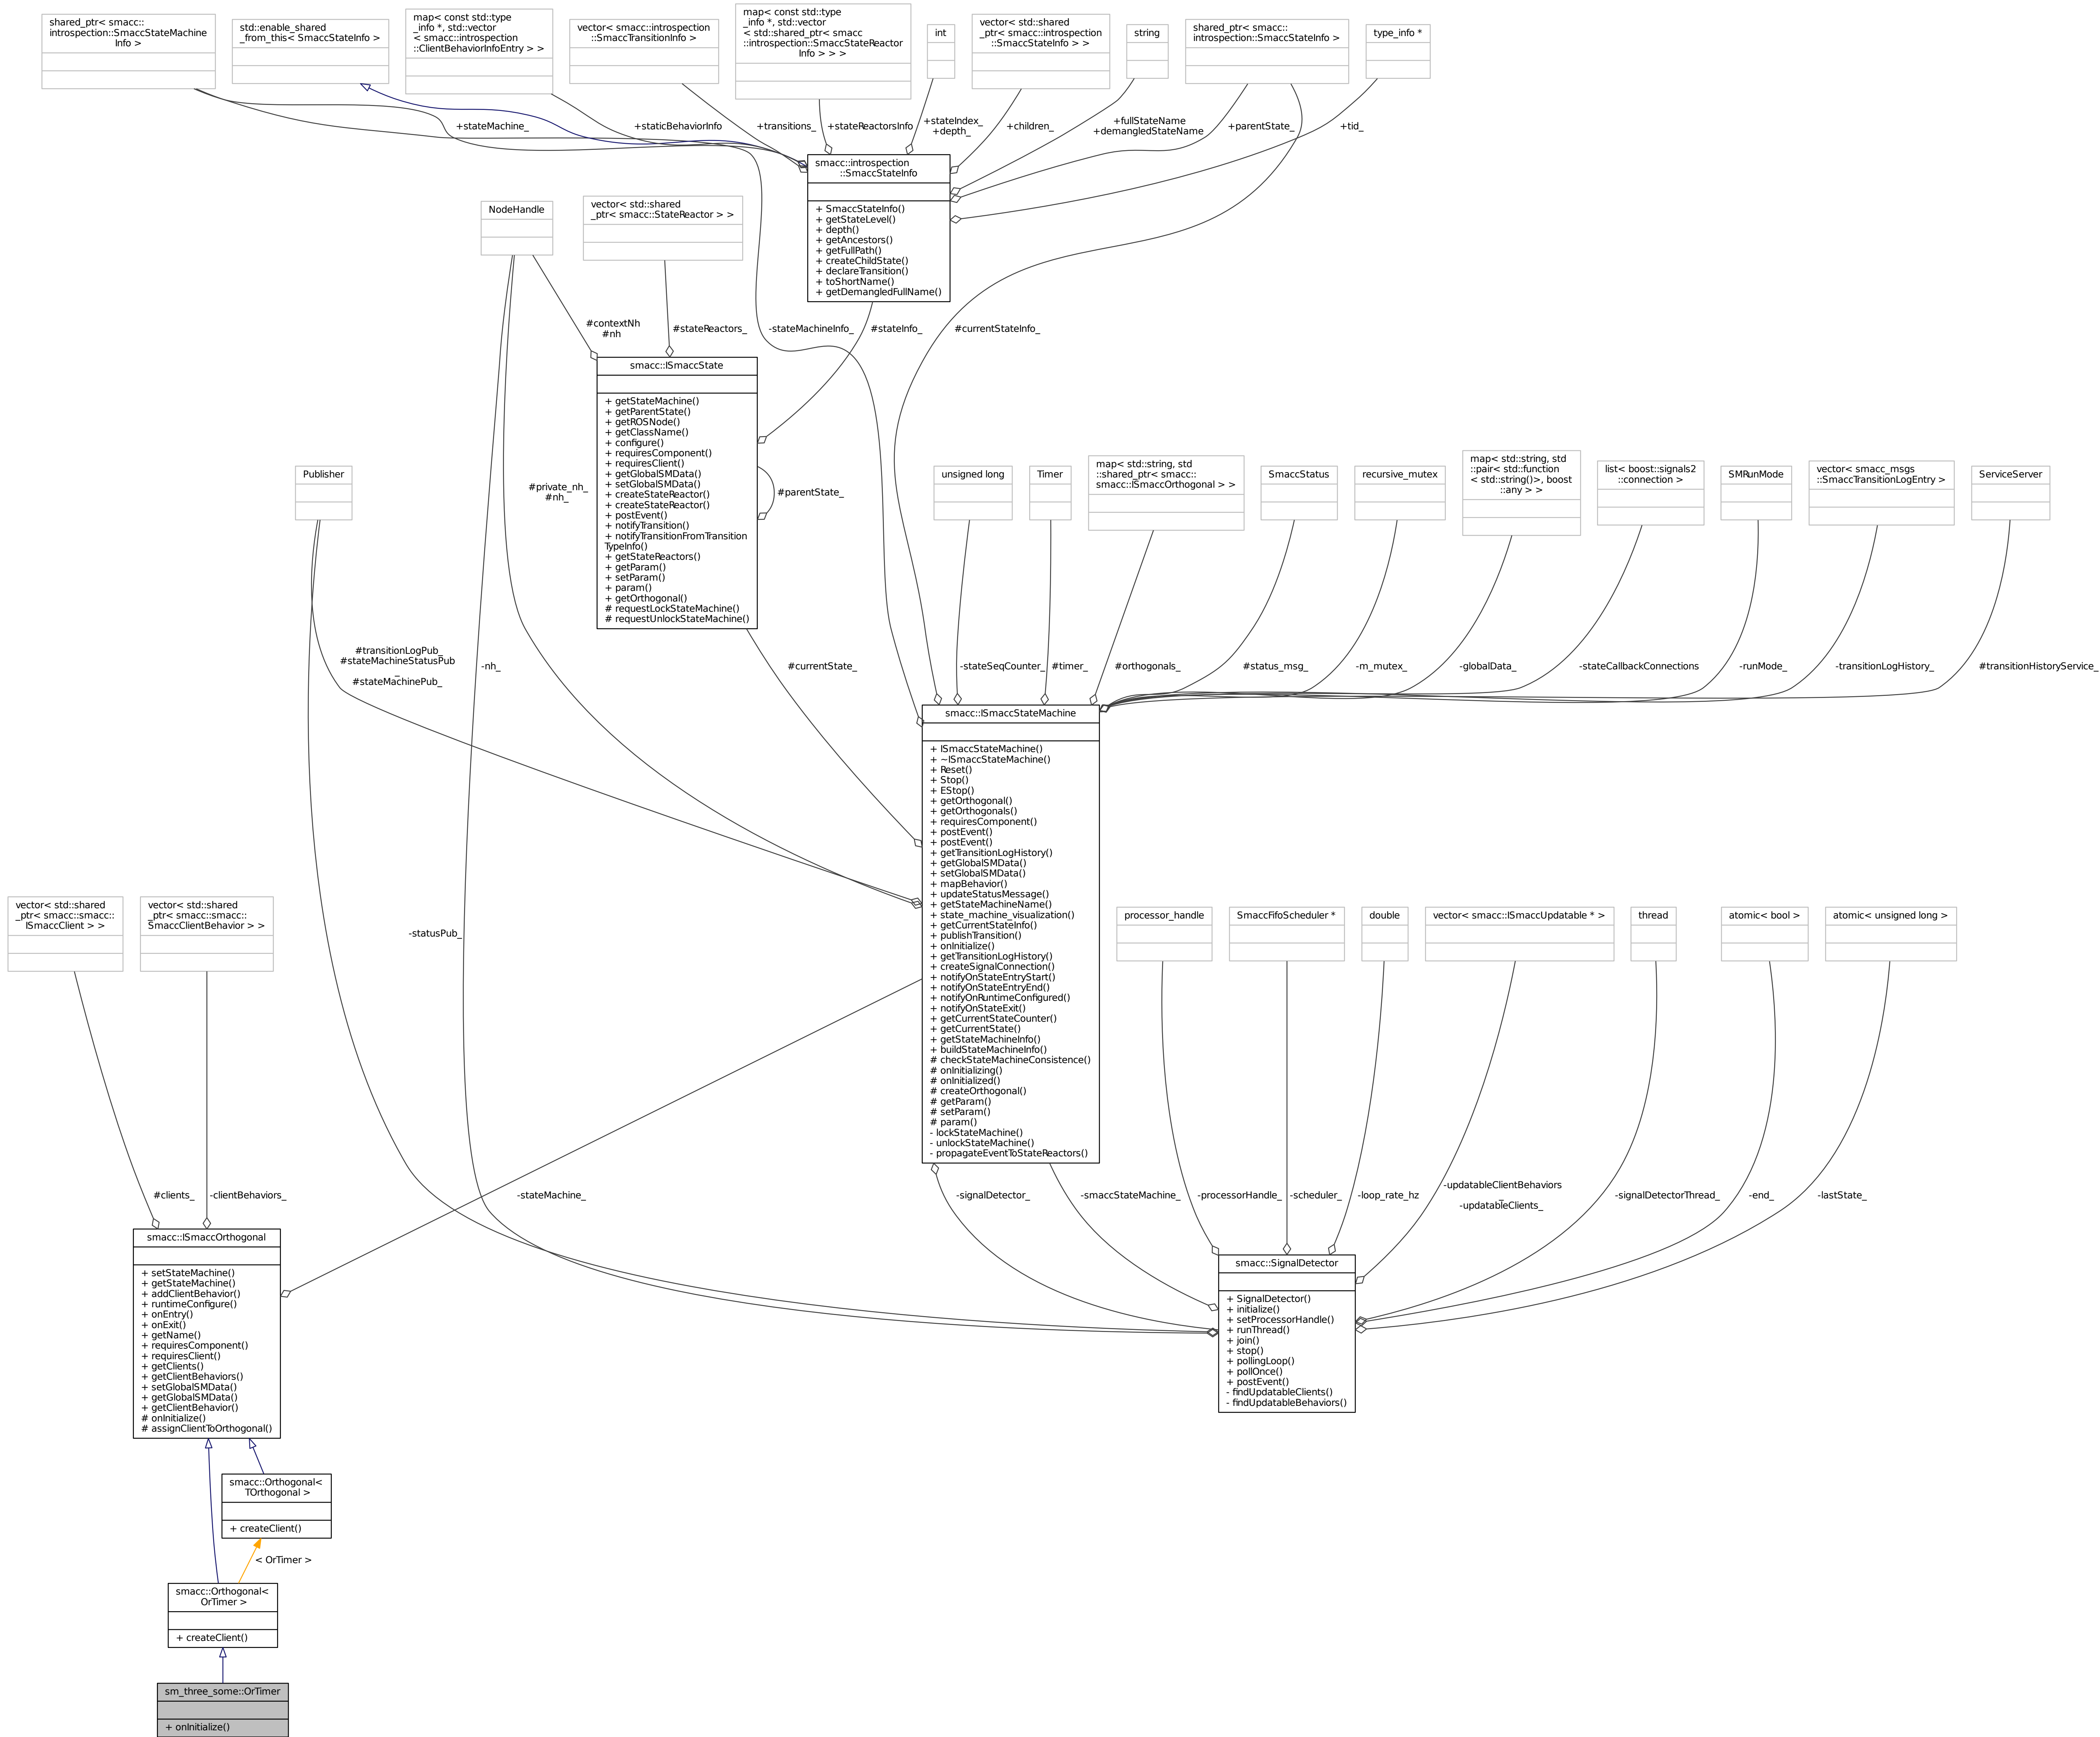 shared_ptr< smacc::
introspection::SmaccStateMachine
Info >
std::enable_shared
_from_this< SmaccStateInfo >
map< const std::type
_info *, std::vector
< smacc::introspection
::ClientBehaviorInfoEntry > >
vector< smacc::introspection
::SmaccTransitionInfo >
map< const std::type
_info *, std::vector
< std::shared_ptr< smacc
::introspection::SmaccStateReactor
Info > > >
int
vector< std::shared
_ptr< smacc::introspection
::SmaccStateInfo > >
string
shared_ptr< smacc::
introspection::SmaccStateInfo >
type_info *
+stateMachine_
+staticBehaviorInfo
+transitions_
+stateReactorsInfo
+stateIndex_
+depth_
+children_
+fullStateName
+demangledStateName
+parentState_
+tid_
smacc::introspection
::SmaccStateInfo
+ SmaccStateInfo()
+ getStateLevel()
+ depth()
+ getAncestors()
+ getFullPath()
+ createChildState()
+ declareTransition()
+ toShortName()
+ getDemangledFullName()
NodeHandle
vector< std::shared
_ptr< smacc::StateReactor > >
#contextNh
#nh
#stateReactors_
-stateMachineInfo_
#stateInfo_
#currentStateInfo_
smacc::ISmaccState
+ getStateMachine()
+ getParentState()
+ getROSNode()
+ getClassName()
+ configure()
+ requiresComponent()
+ requiresClient()
+ getGlobalSMData()
+ setGlobalSMData()
+ createStateReactor()
+ createStateReactor()
+ postEvent()
+ notifyTransition()
+ notifyTransitionFromTransition
TypeInfo()
+ getStateReactors()
+ getParam()
+ setParam()
+ param()
+ getOrthogonal()
# requestLockStateMachine()
# requestUnlockStateMachine()
#parentState_
Publisher
#private_nh_
#nh_
unsigned long
Timer
map< std::string, std
::shared_ptr< smacc::
smacc::ISmaccOrthogonal > >
SmaccStatus
recursive_mutex
map< std::string, std
::pair< std::function
< std::string()>, boost
::any > >
list< boost::signals2
::connection >
SMRunMode
vector< smacc_msgs
::SmaccTransitionLogEntry >
ServiceServer
#transitionLogPub_
#stateMachineStatusPub
_
#stateMachinePub_
-nh_
#currentState_
-stateSeqCounter_
#timer_
#orthogonals_
#status_msg_
-m_mutex_
-globalData_
-stateCallbackConnections
-runMode_
-transitionLogHistory_
#transitionHistoryService_
smacc::ISmaccStateMachine
+ ISmaccStateMachine()
+ ~ISmaccStateMachine()
+ Reset()
+ Stop()
+ EStop()
+ getOrthogonal()
+ getOrthogonals()
+ requiresComponent()
+ postEvent()
+ postEvent()
+ getTransitionLogHistory()
+ getGlobalSMData()
+ setGlobalSMData()
+ mapBehavior()
+ updateStatusMessage()
+ getStateMachineName()
+ state_machine_visualization()
+ getCurrentStateInfo()
+ publishTransition()
+ onInitialize()
+ getTransitionLogHistory()
+ createSignalConnection()
+ notifyOnStateEntryStart()
+ notifyOnStateEntryEnd()
+ notifyOnRuntimeConfigured()
+ notifyOnStateExit()
+ getCurrentStateCounter()
+ getCurrentState()
+ getStateMachineInfo()
+ buildStateMachineInfo()
# checkStateMachineConsistence()
# onInitializing()
# onInitialized()
# createOrthogonal()
# getParam()
# setParam()
# param()
- lockStateMachine()
- unlockStateMachine()
- propagateEventToStateReactors()
vector< std::shared
_ptr< smacc::smacc::
ISmaccClient > >
vector< std::shared
_ptr< smacc::smacc::
SmaccClientBehavior > >
-statusPub_
processor_handle
SmaccFifoScheduler *
double
vector< smacc::ISmaccUpdatable * >
thread
atomic< bool >
atomic< unsigned long >
#clients_
-clientBehaviors_
-stateMachine_
-signalDetector_
-smaccStateMachine_
-processorHandle_
-scheduler_
-loop_rate_hz
-updatableClientBehaviors
_
-updatableClients_
-signalDetectorThread_
-end_
-lastState_
smacc::ISmaccOrthogonal
+ setStateMachine()
+ getStateMachine()
+ addClientBehavior()
+ runtimeConfigure()
+ onEntry()
+ onExit()
+ getName()
+ requiresComponent()
+ requiresClient()
+ getClients()
+ getClientBehaviors()
+ setGlobalSMData()
+ getGlobalSMData()
+ getClientBehavior()
# onInitialize()
# assignClientToOrthogonal()
smacc::SignalDetector
+ SignalDetector()
+ initialize()
+ setProcessorHandle()
+ runThread()
+ join()
+ stop()
+ pollingLoop()
+ pollOnce()
+ postEvent()
- findUpdatableClients()
- findUpdatableBehaviors()
smacc::Orthogonal<
TOrthogonal >
+ createClient()
< OrTimer >
smacc::Orthogonal<
OrTimer >
+ createClient()
sm_three_some::OrTimer
+ onInitialize()